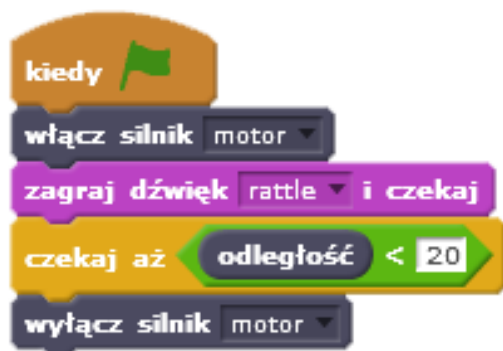 kiedy
włącz silnik motor
zagraj dźwięk rattle i czekaj
czekaj aż odległość < 20
wyłącz silnik motor